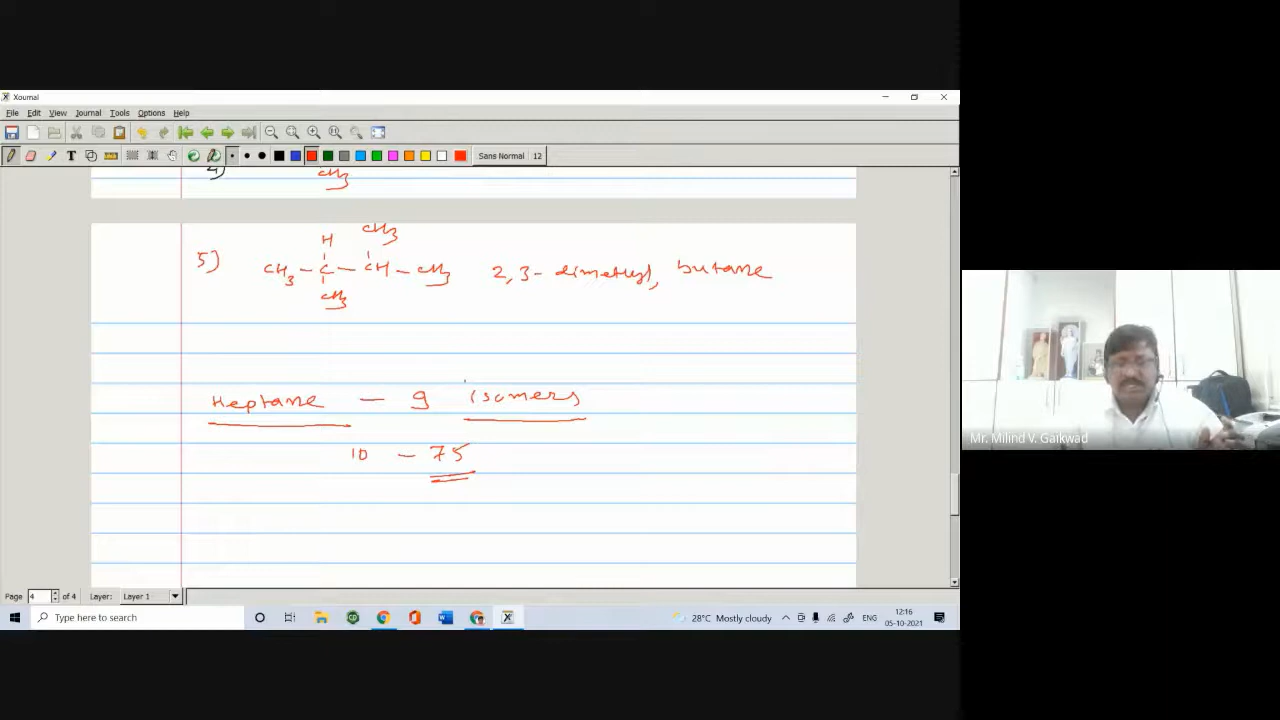 Xournal
File Edit View Journal Tools Options Help
Sans Normal 12
4)
CH3
CH3
H
5) CH3 - C - CH - CH3 2,3- dimethyl, butane
CH3
Heptane - 9 isomers
10 - 75
Mr. Milind V. Gaikwad
Page 4 of 4 Layer: Layer 1
Type here to search
28°C Mostly cloudy
ENG
12:16
05-10-2021